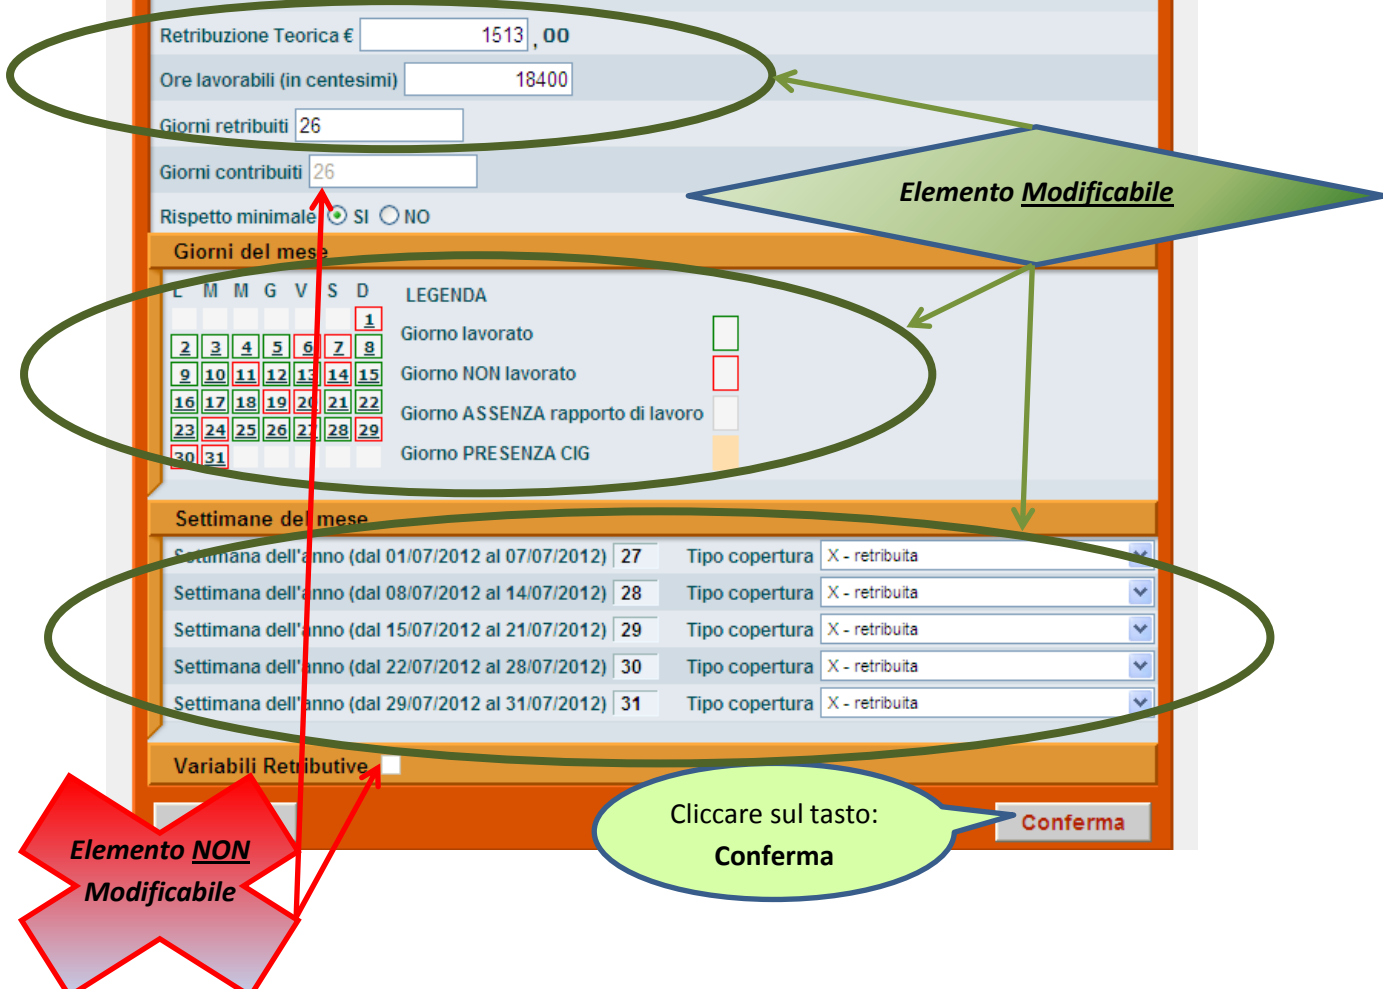 Retribuzione Teorica € 1513 , 00
Ore lavorabili (in centesimi) 18400
Giorni retribuiti 26
Giorni contribuiti 26
Elemento Modificabile
Rispetto minimale SI NO
Giorni del mese
L M M G V S D
LEGENDA
1
Giorno lavorato
2 3 4 5 6 7 8
9 10 11 12 13 14 15
Giorno NON lavorato
16 17 18 19 20 21 22
Giorno ASSENZA rapporto di lavoro
23 24 25 26 27 28 29
30 31
Giorno PRESENZA CIG
Settimane del mese
Settimana dell'anno (dal 01/07/2012 al 07/07/2012) 27 Tipo copertura X - retribuita
Settimana dell'anno (dal 08/07/2012 al 14/07/2012) 28 Tipo copertura X - retribuita
Settimana dell'anno (dal 15/07/2012 al 21/07/2012) 29 Tipo copertura X - retribuita
Settimana dell'anno (dal 22/07/2012 al 28/07/2012) 30 Tipo copertura X - retribuita
Settimana dell'anno (dal 29/07/2012 al 31/07/2012) 31 Tipo copertura X - retribuita
Variabili Retributive
Cliccare sul tasto:
Conferma
Conferma
Elemento NON
Modificabile